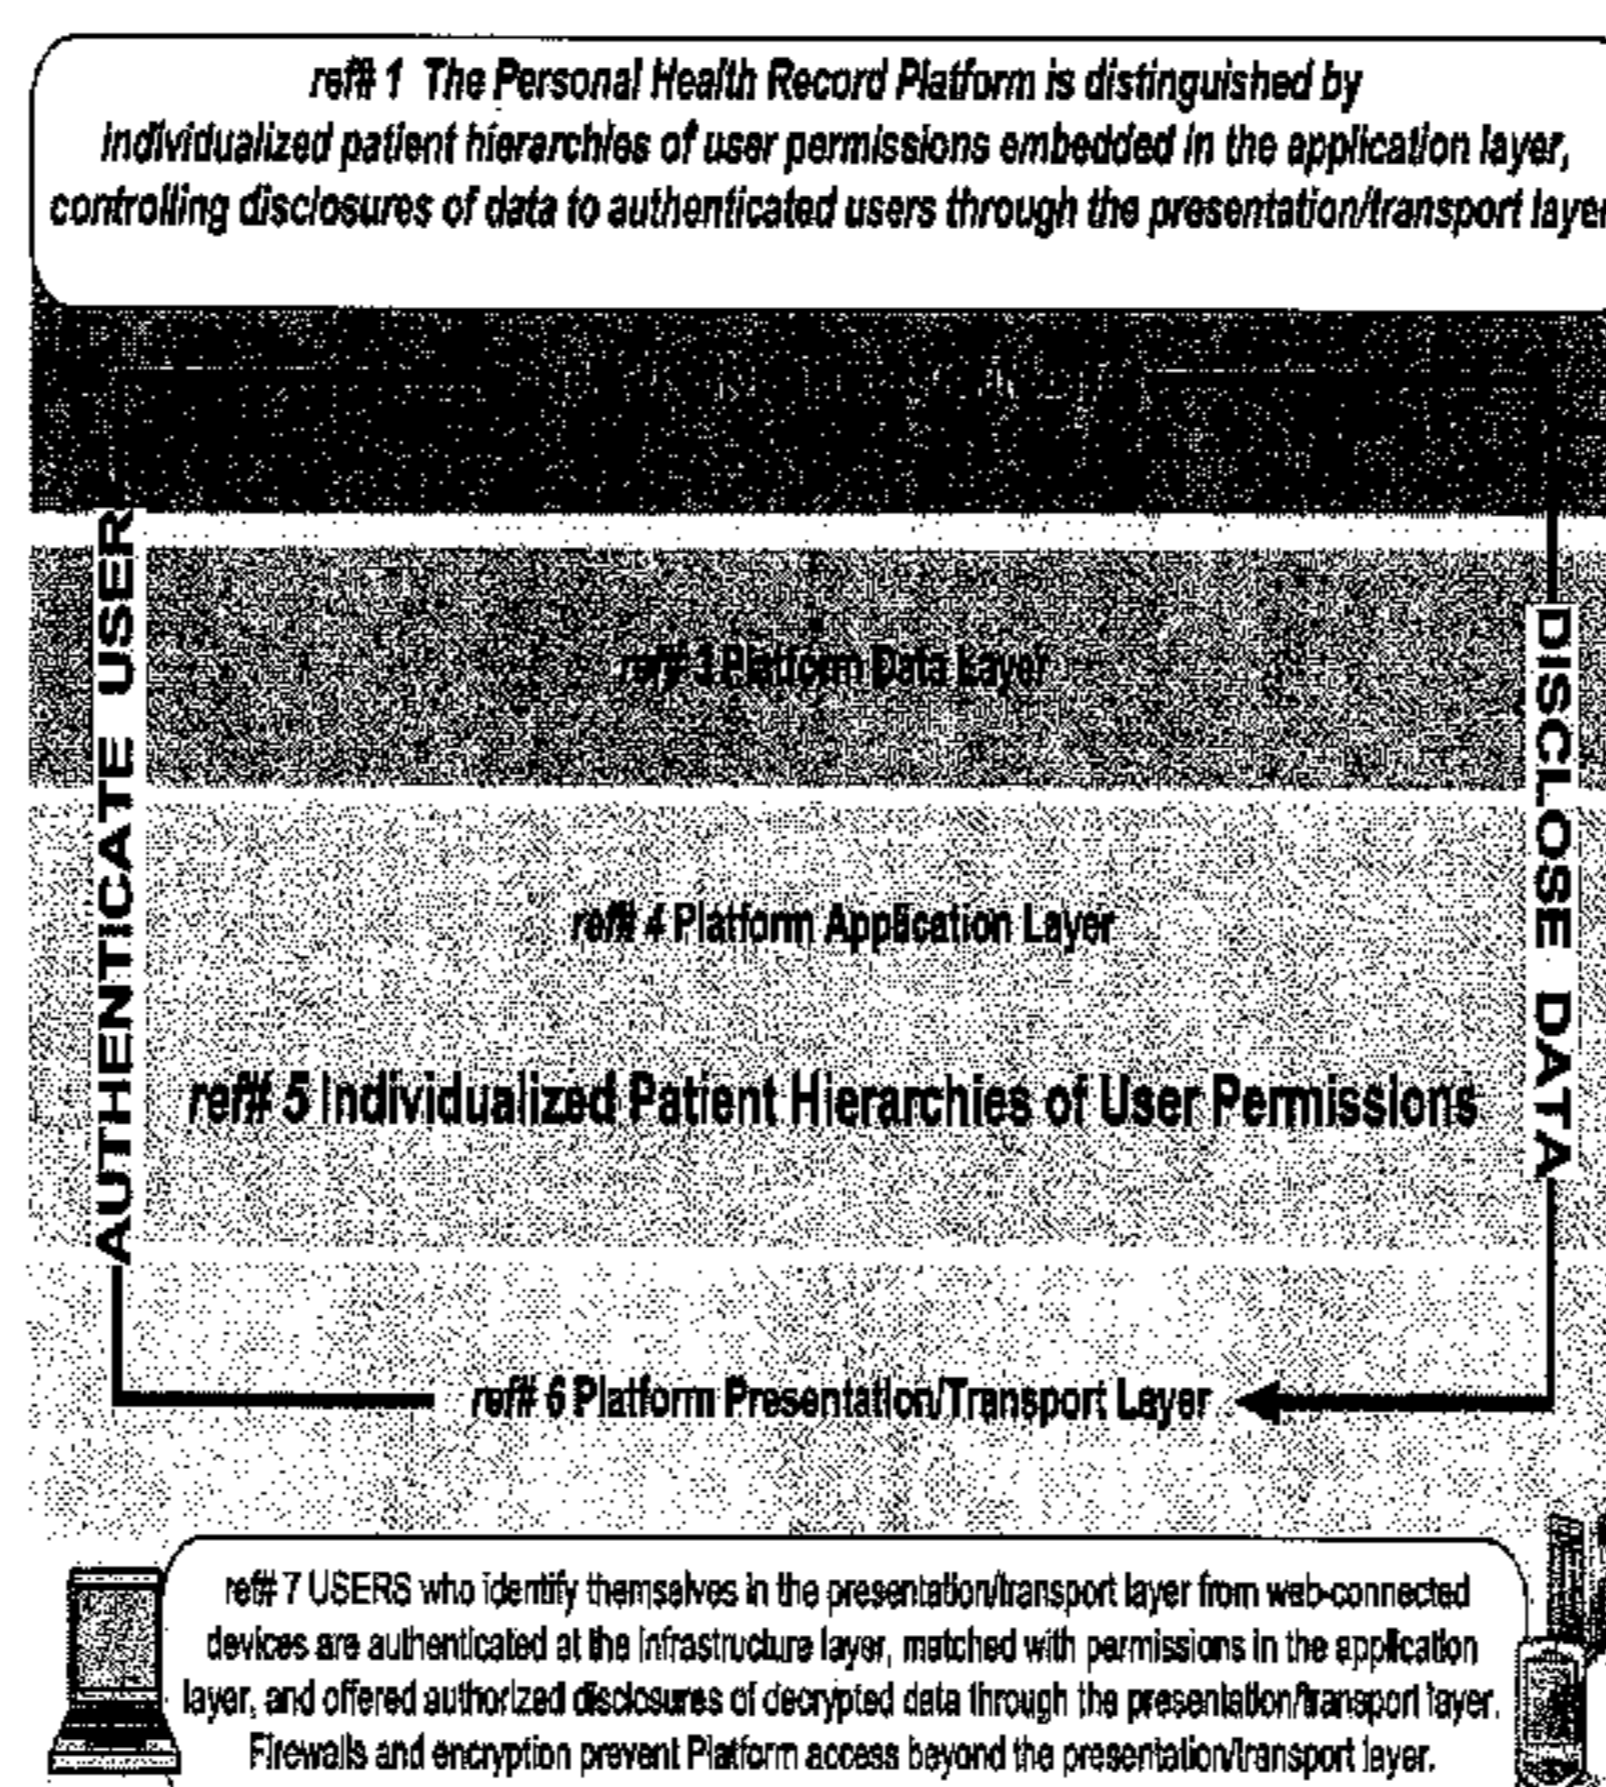 ref# 1 The Personal Health Record Platform is distinguished by
individualized patient hierarchies of user permissions embedded in the application layer,
controlling disclosures of data to authenticated users through the presentation/transport layer
AUTHENTICATE USER
DISCLOSE DATA
ref# 3 Platform Data Layer
ref# 4 Platform Application Layer
ref# 5 Individualized Patient Hierarchies of User Permissions
ref# 6 Platform Presentation/Transport Layer
ref# 7 USERS who identify themselves in the presentation/transport layer from web-connected
devices are authenticated at the infrastructure layer, matched with permissions in the application
layer, and offered authorized disclosures of decrypted data through the presentation/transport layer.
Firewalls and encryption prevent Platform access beyond the presentation/transport layer.